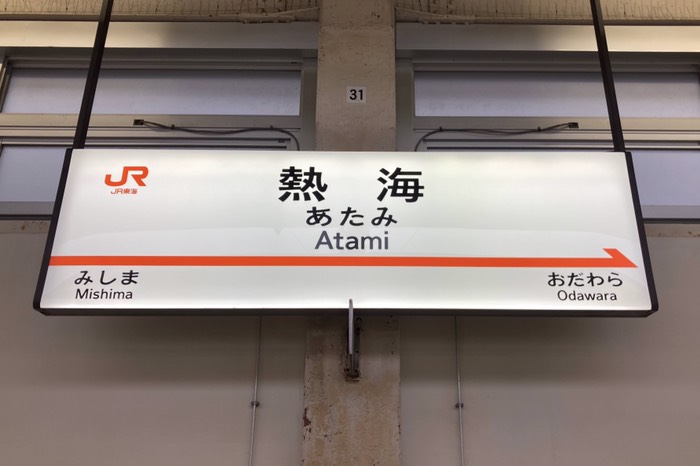 31
JR
JR東海
熱海
あたみ
Atami
みしま
Mishima
おだわら
Odawara